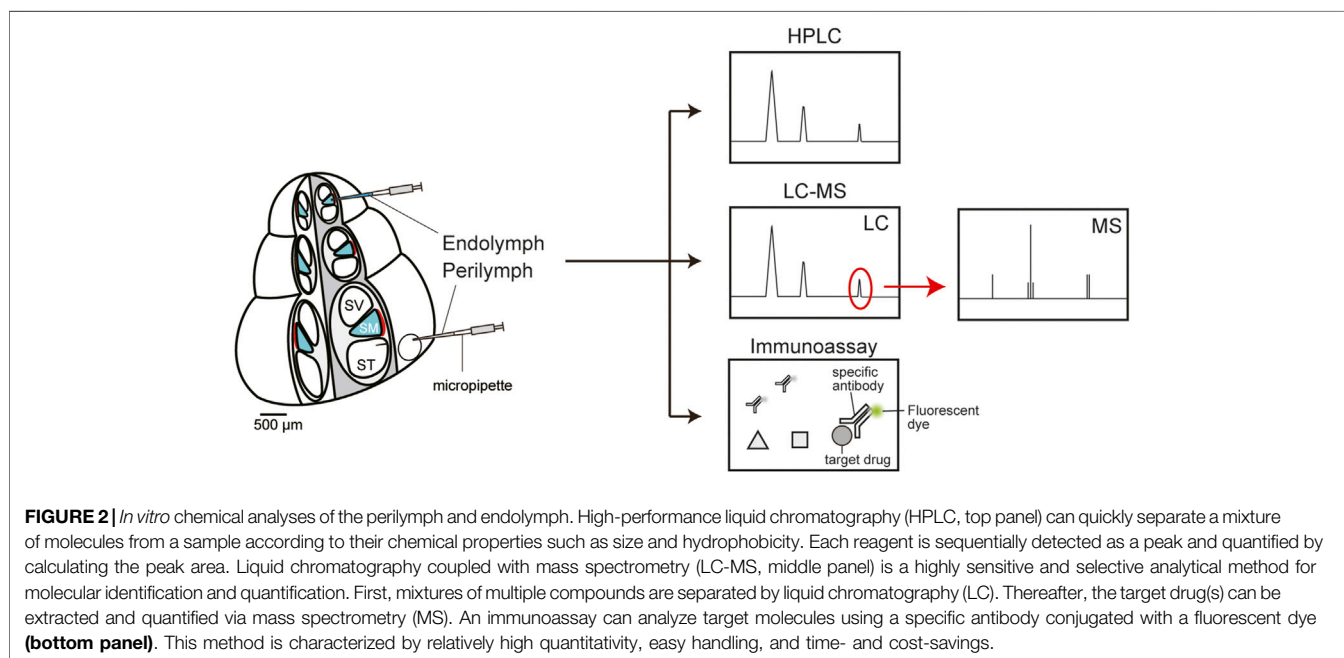 HPLC
LC-MS
LC
MS
Endolymph
Perilymph
SV
SM
ST
micropipette
500 µm
Immunoassay
specific
antibody
Fluorescent
dye
target drug
FIGURE 2 | In vitro chemical analyses of the perilymph and endolymph. High-performance liquid chromatography (HPLC, top panel) can quickly separate a mixture
of molecules from a sample according to their chemical properties such as size and hydrophobicity. Each reagent is sequentially detected as a peak and quantified by
calculating the peak area. Liquid chromatography coupled with mass spectrometry (LC-MS, middle panel) is a highly sensitive and selective analytical method for
molecular identification and quantification. First, mixtures of multiple compounds are separated by liquid chromatography (LC). Thereafter, the target drug(s) can be
extracted and quantified via mass spectrometry (MS). An immunoassay can analyze target molecules using a specific antibody conjugated with a fluorescent dye
(bottom panel). This method is characterized by relatively high quantitativity, easy handling, and time- and cost-savings.